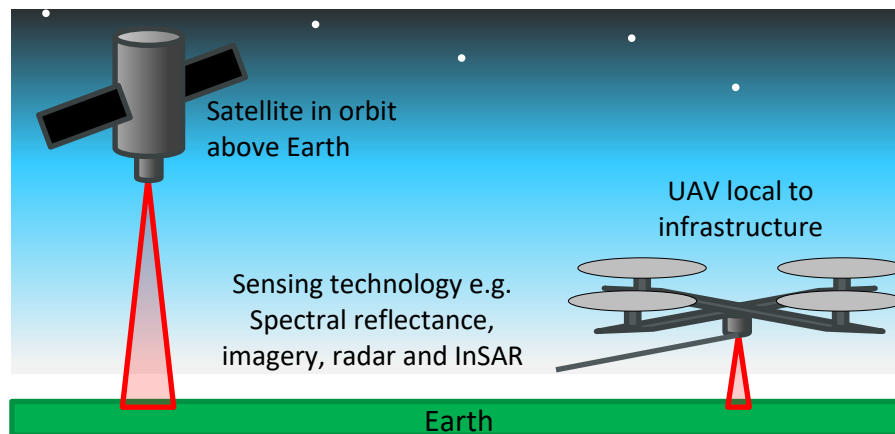 Satellite in orbit
above Earth
UAV local to
infrastructure
Sensing technology e.g.
Spectral reflectance,
imagery, radar and InSAR
Earth